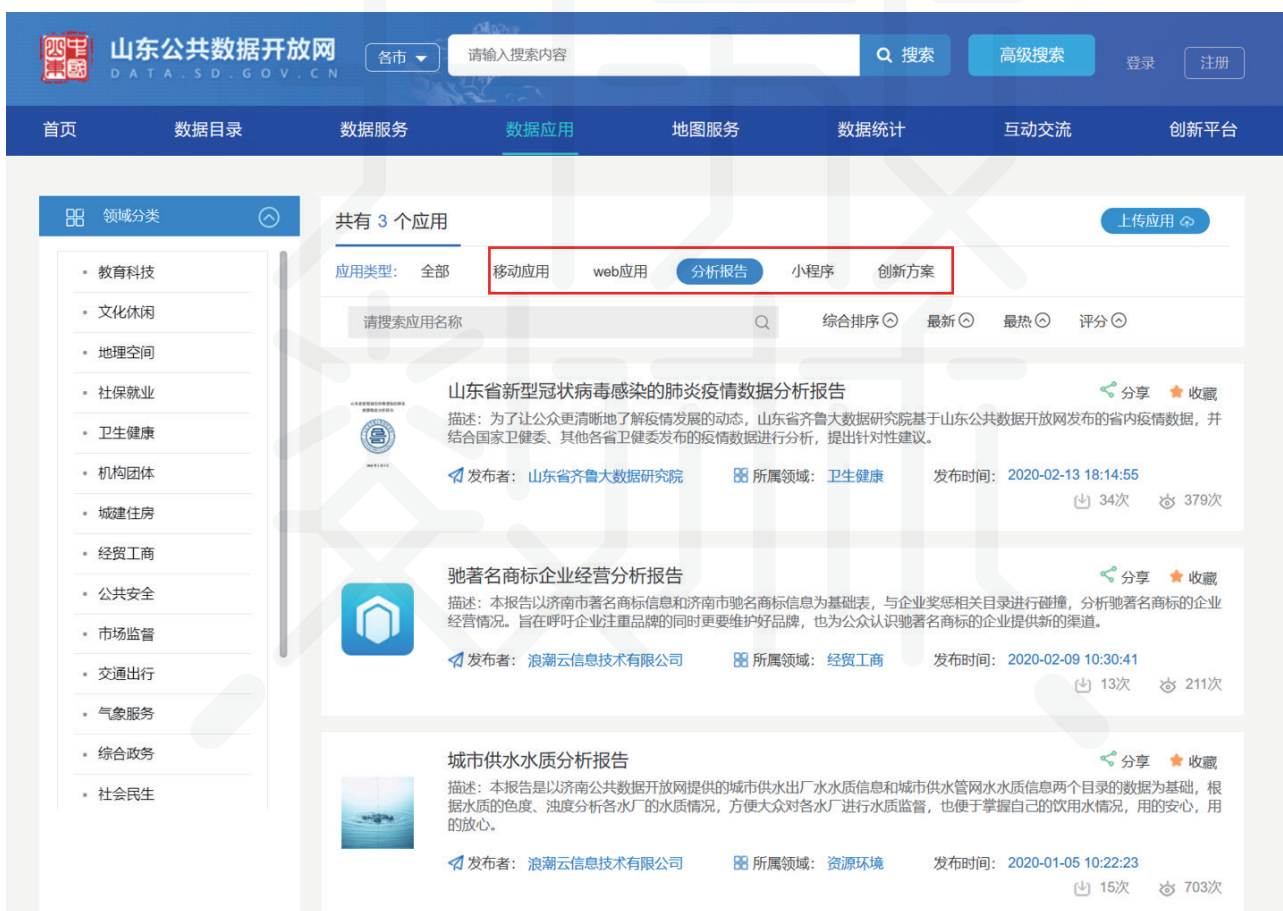 山东公共数据开放网
DATA.SD.GOV.CN
各市
请输入搜索内容
搜索
高级搜索
登录
注册
首页 数据目录 数据服务 数据应用 地图服务 数据统计 互动交流 创新平台
领域分类
教育科技
文化休闲
地理空间
社保就业
卫生健康
机构团体
城建住房
经贸工商
公共安全
市场监督
交通出行
气象服务
综合政务
社会民生
共有 3 个应用
上传应用
应用类型： 全部 移动应用 web应用 分析报告 小程序 创新方案
请搜索应用名称
综合排序 最新 最热 评分
山东省新型冠状病毒感染的肺炎疫情数据分析报告
分享 收藏
描述：为了让公众更清晰地了解疫情发展的动态，山东省齐鲁大数据研究院基于山东公共数据开放网发布的省内疫情数据，并
结合国家卫健委、其他各省卫健委发布的疫情数据进行分析，提出针对性建议。
发布者： 山东省齐鲁大数据研究院 所属领域： 卫生健康 发布时间： 2020-02-13 18:14:55
34次 379次
驰著名商标企业经营分析报告
分享 收藏
描述：本报告以济南市著名商标信息和济南市驰名商标信息为基础表，与企业奖惩相关目录进行碰撞，分析驰著名商标的企业
经营情况。旨在呼吁企业注重品牌的同时更要维护好品牌，也为公众认识驰著名商标的企业提供新的渠道。
发布者： 浪潮云信息技术有限公司 所属领域： 经贸工商 发布时间： 2020-02-09 10:30:41
13次 211次
城市供水水质分析报告
分享 收藏
描述：本报告是以济南公共数据开放网提供的城市供水出厂水水质信息和城市供水管网水水质信息两个目录的数据为基础，根
据水质的色度、浊度分析各水厂的水质情况，方便大众对各水厂进行水质监督，也便于掌握自己的饮用水情况，用的安心，用
的放心。
发布者： 浪潮云信息技术有限公司 所属领域： 资源环境 发布时间： 2020-01-05 10:22:23
15次 703次